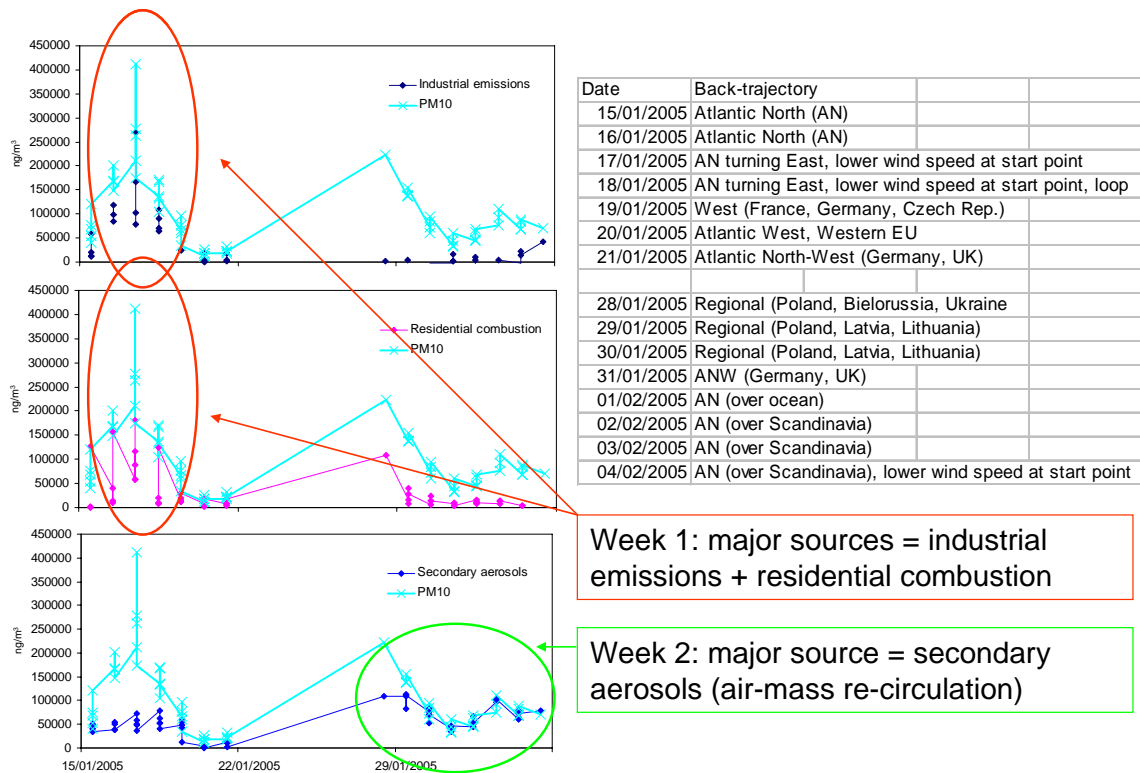 450000
400000
350000
300000
250000
200000
150000
100000
50000
0
ng/m³
Industrial emissions
PM10
450000
400000
350000
300000
250000
200000
150000
100000
50000
0
ng/m³
Residential combustion
PM10
450000
400000
350000
300000
250000
200000
150000
100000
50000
0
ng/m³
Secondary aerosols
PM10
15/01/2005 22/01/2005 29/01/2005
Date Back-trajectory
15/01/2005 Atlantic North (AN)
16/01/2005 Atlantic North (AN)
17/01/2005 AN turning East, lower wind speed at start point
18/01/2005 AN turning East, lower wind speed at start point, loop
19/01/2005 West (France, Germany, Czech Rep.)
20/01/2005 Atlantic West, Western EU
21/01/2005 Atlantic North-West (Germany, UK)
28/01/2005 Regional (Poland, Bielorussia, Ukraine
29/01/2005 Regional (Poland, Latvia, Lithuania)
30/01/2005 Regional (Poland, Latvia, Lithuania)
31/01/2005 ANW (Germany, UK)
01/02/2005 AN (over ocean)
02/02/2005 AN (over Scandinavia)
03/02/2005 AN (over Scandinavia)
04/02/2005 AN (over Scandinavia), lower wind speed at start point
Week 1: major sources = industrial
emissions + residential combustion
Week 2: major source = secondary
aerosols (air-mass re-circulation)